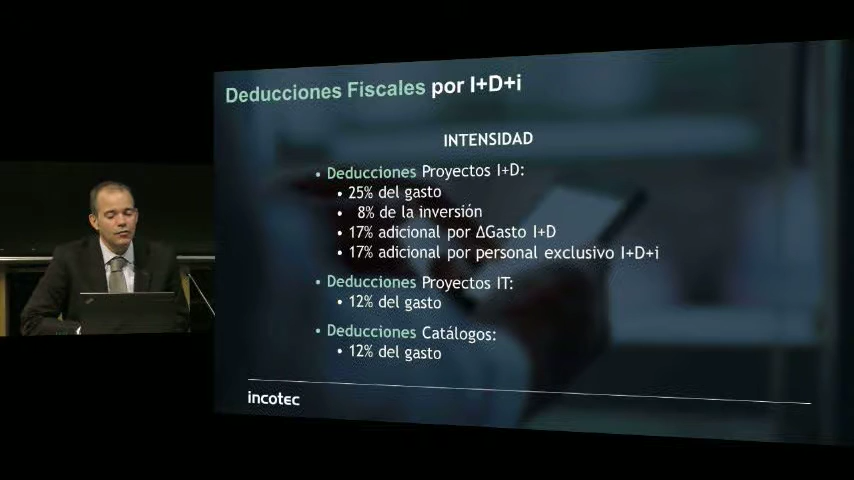 Deducciones Fiscales por I+D+i
INTENSIDAD
• Deducciones Proyectos I+D:
• 25% del gasto
• 8% de la inversión
• 17% adicional por ΔGasto I+D
• 17% adicional por personal exclusivo I+D+i
• Deducciones Proyectos IT:
• 12% del gasto
• Deducciones Catálogos:
• 12% del gasto
incotec